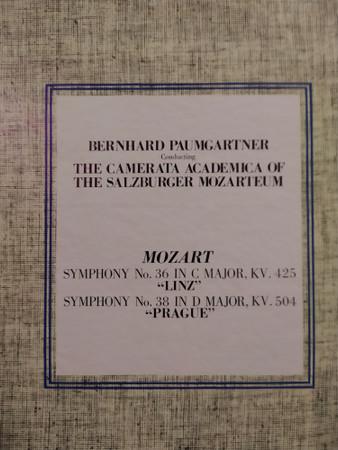 BERNHARD PAUMGARTNER
Conducting
THE CAMERATA ACADEMICA OF
THE SALZBURGER MOZARTEUM
MOZART
SYMPHONY No. 36 IN C MAJOR, KV. 425
“LINZ”
SYMPHONY No. 38 IN D MAJOR, KV. 504
“PRAGUE”